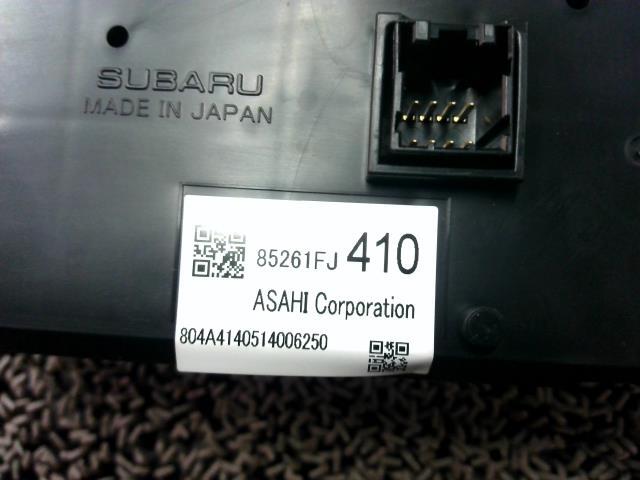 SUBARU
MADE IN JAPAN
85261FJ 410
ASAHI Corporation
804A4140514006250